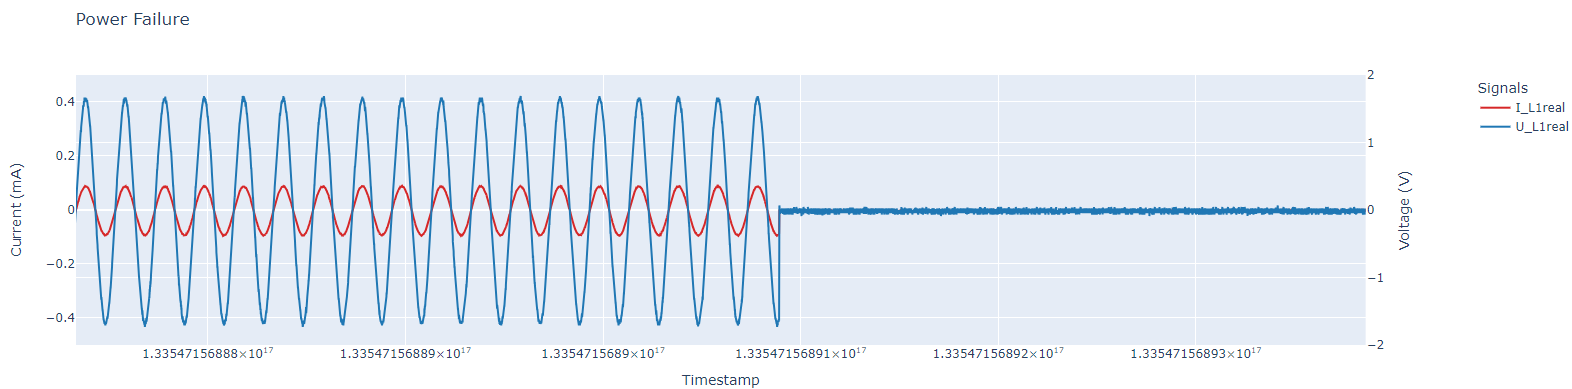 Power Failure
Signals
I_L1real
U_L1real
Current (mA)
0.4
0.2
0
−0.2
−0.4
2
1
0
−1
−2
Voltage (V)
1.33547156888×10¹⁷
1.33547156889×10¹⁷
1.3354715689×10¹⁷
1.33547156891×10¹⁷
1.33547156892×10¹⁷
1.33547156893×10¹⁷
Timestamp